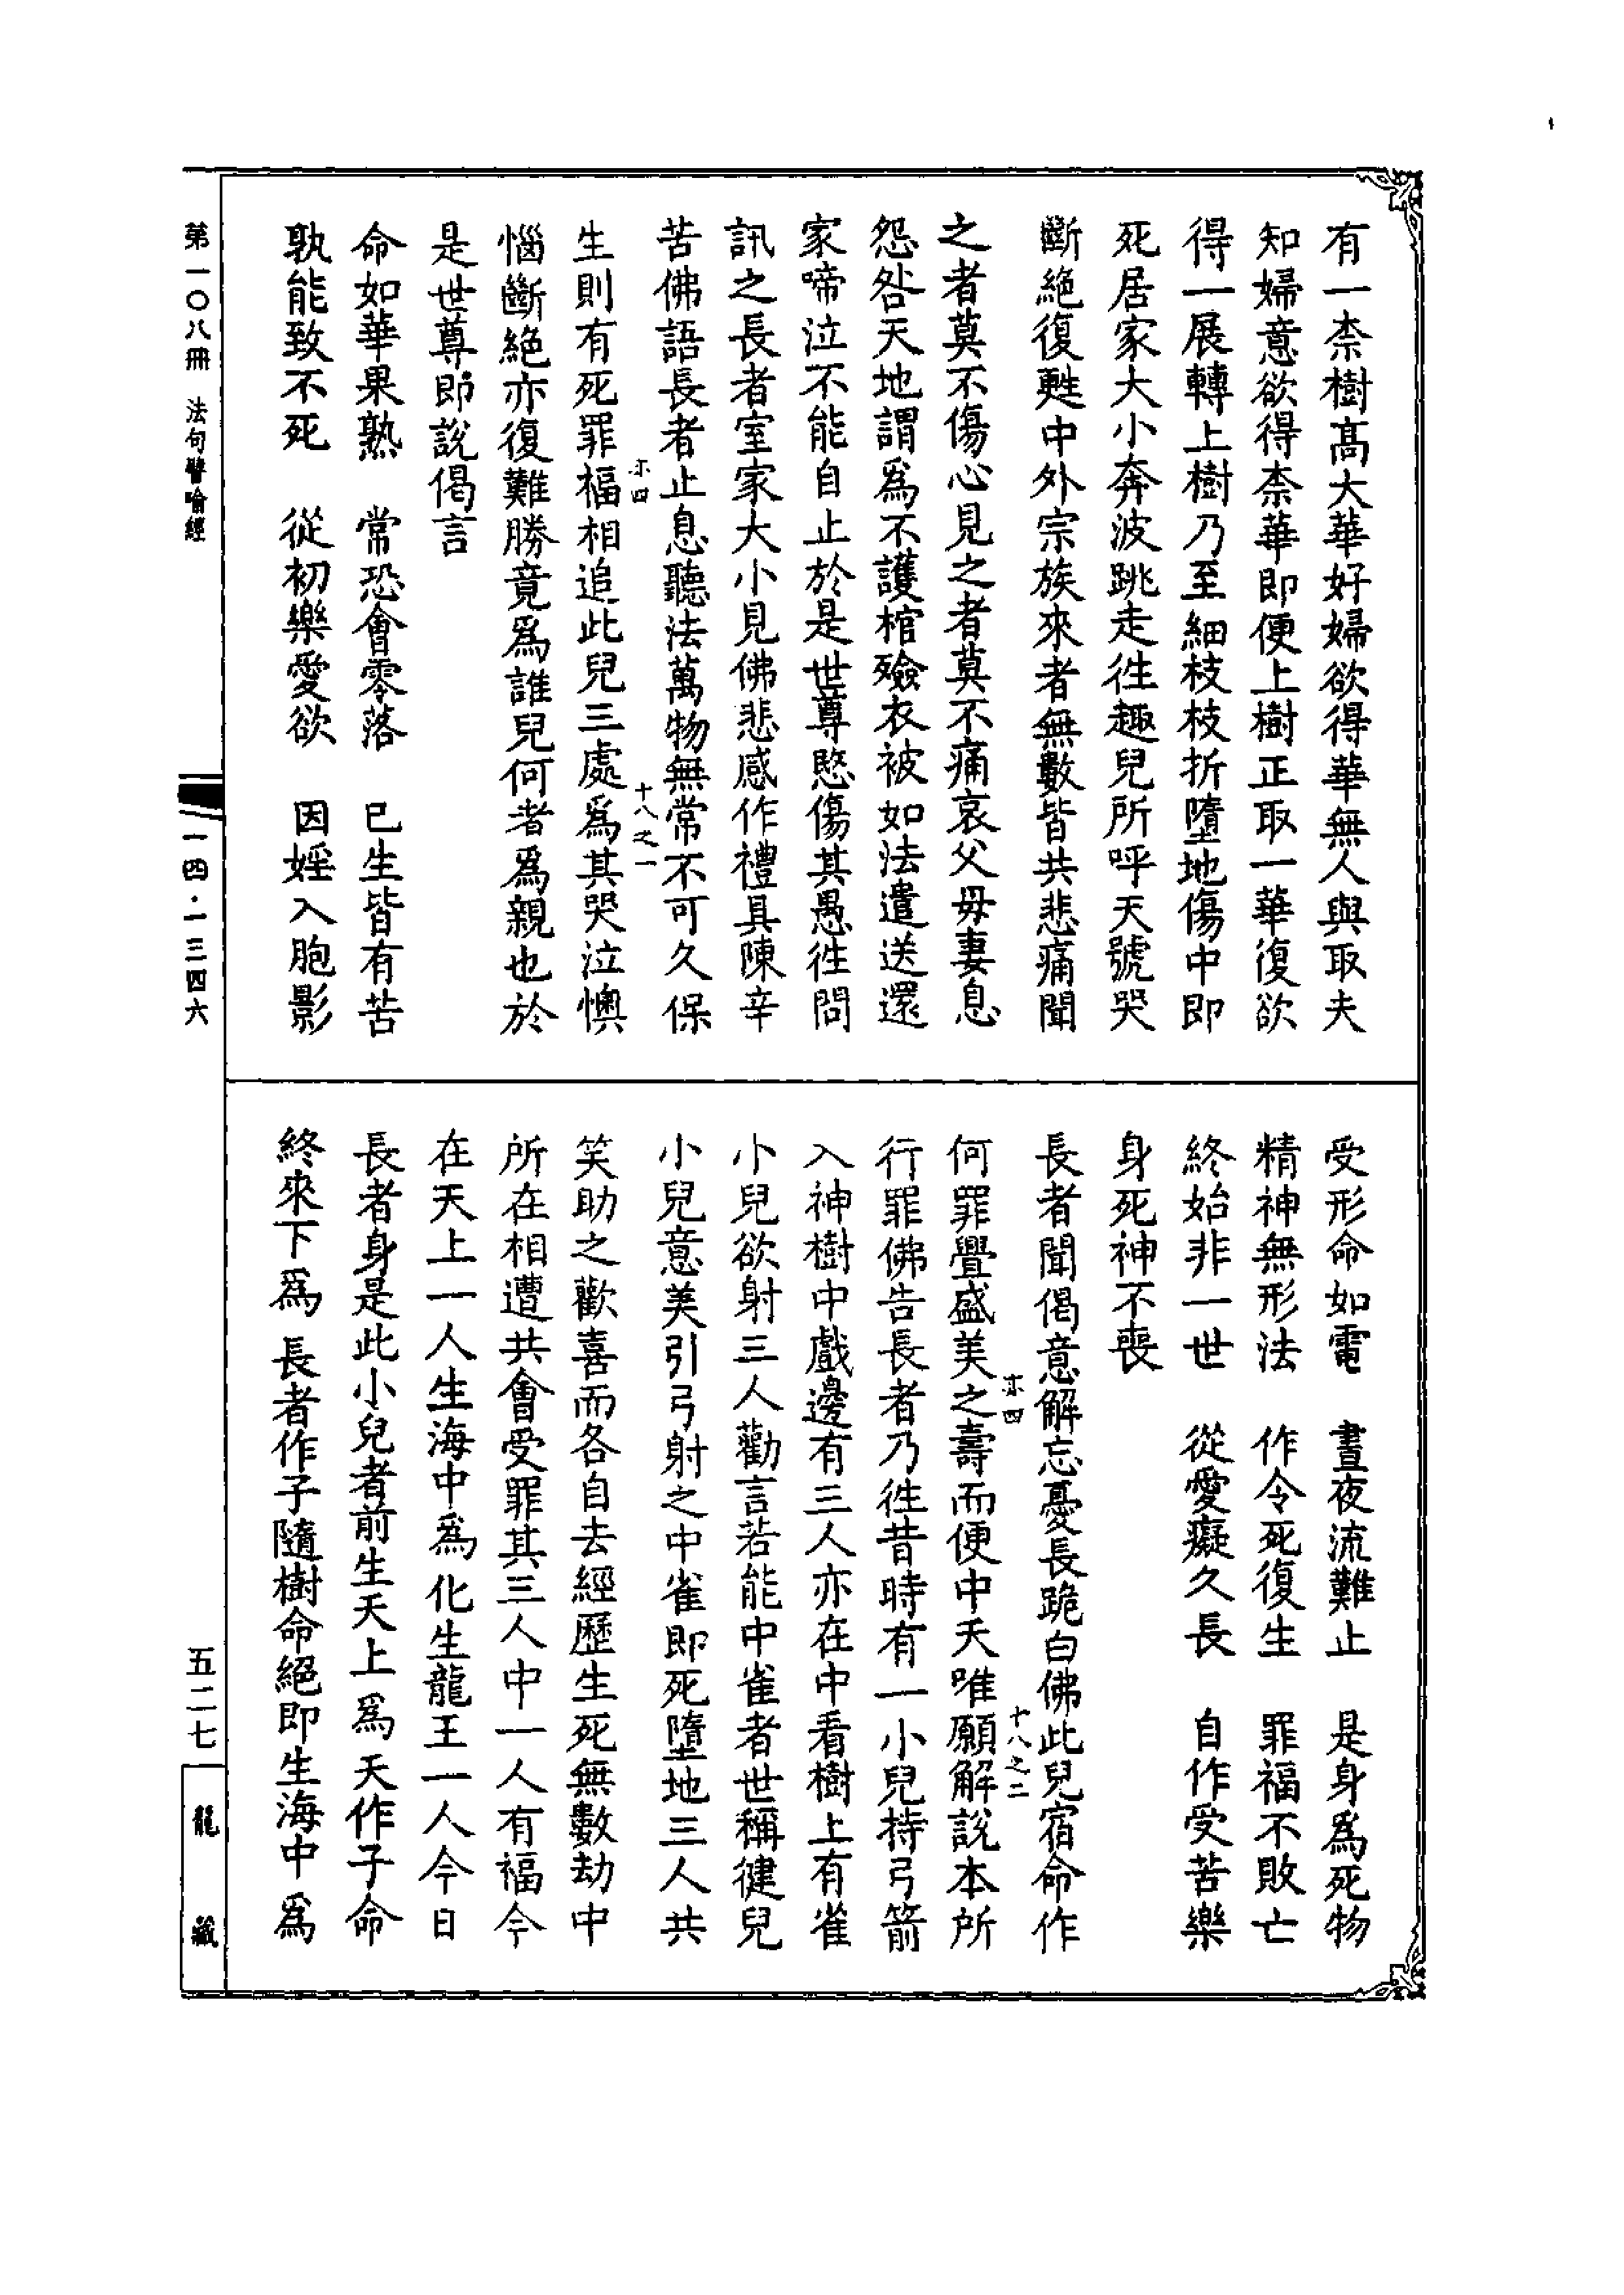 有一柰樹高大華好婦欲得華無人與取夫
知婦意欲得柰華即便上樹正取一華復欲
得一展轉上樹乃至細枝枝折墮地傷中即
死居家大小奔波跳走徃趣兒所呼天號哭
斷絕復甦中外宗族來者無數皆共悲痛聞
之者莫不傷心見之者莫不痛哀父母妻息
怨咎天地謂爲不護棺殮衣被如法遣送還
家啼泣不能自止於是世尊愍傷其愚徃問
訊之長者室家大小見佛悲感作禮具陳辛
苦佛語長者止息聽法萬物無常不可久保
亦四 十八之一
生則有死罪福相追此兒三處爲其哭泣懊
惱斷絕亦復難勝竟爲誰兒何者爲親也於
是世尊即說偈言
命如華果熟 常恐會零落 已生皆有苦
孰能致不死 從初樂愛欲 因婬入胞影
受形命如電 晝夜流難止 是身爲死物
精神無形法 作令死復生 罪福不敗亡
終始非一世 從愛癡久長 自作受苦樂
身死神不喪
長者聞偈意解忘憂長跪白佛此兒宿命作
亦四 十八之二
何罪舋盛美之壽而便中夭唯願解說本所
行罪佛告長者乃徃昔時有一小兒持弓箭
入神樹中戲邊有三人亦在中看樹上有雀
小兒欲射三人勸言若能中雀者世稱健兒
小兒意美引弓射之中雀即死墮地三人共
笑助之歡喜而各自去經歷生死無數劫中
所在相遭共會受罪其三人中一人有福今
在天上一人生海中爲化生龍王一人今日
長者身是此小兒者前生天上爲天作子命
終來下爲長者作子隨樹命絕即生海中爲
第一〇八冊 法句譬喻經
一四·一三四六
五二七
龍藏